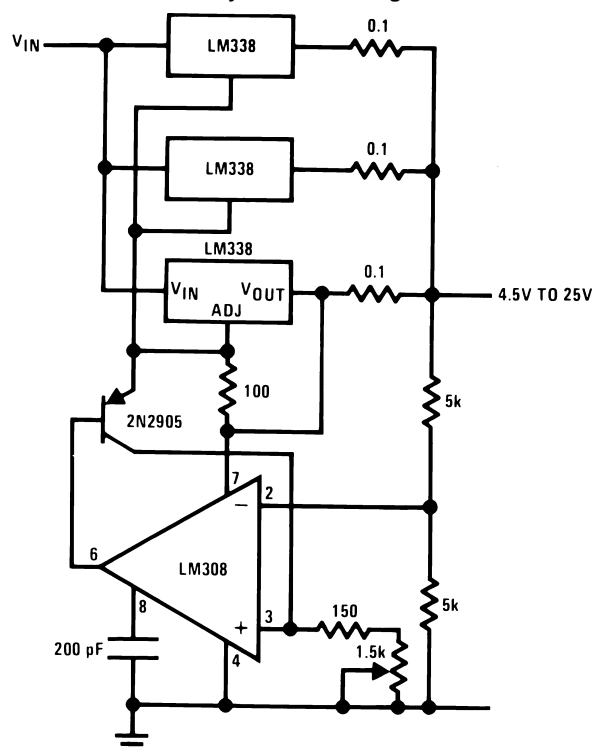 VIN
LM338
0.1
LM338
0.1
LM338
VIN
VOUT
ADJ
0.1
4.5V TO 25V
100
5k
2N2905
7
2
−
6
LM308
8
+
3
150
5k
1.5k
200 pF
4